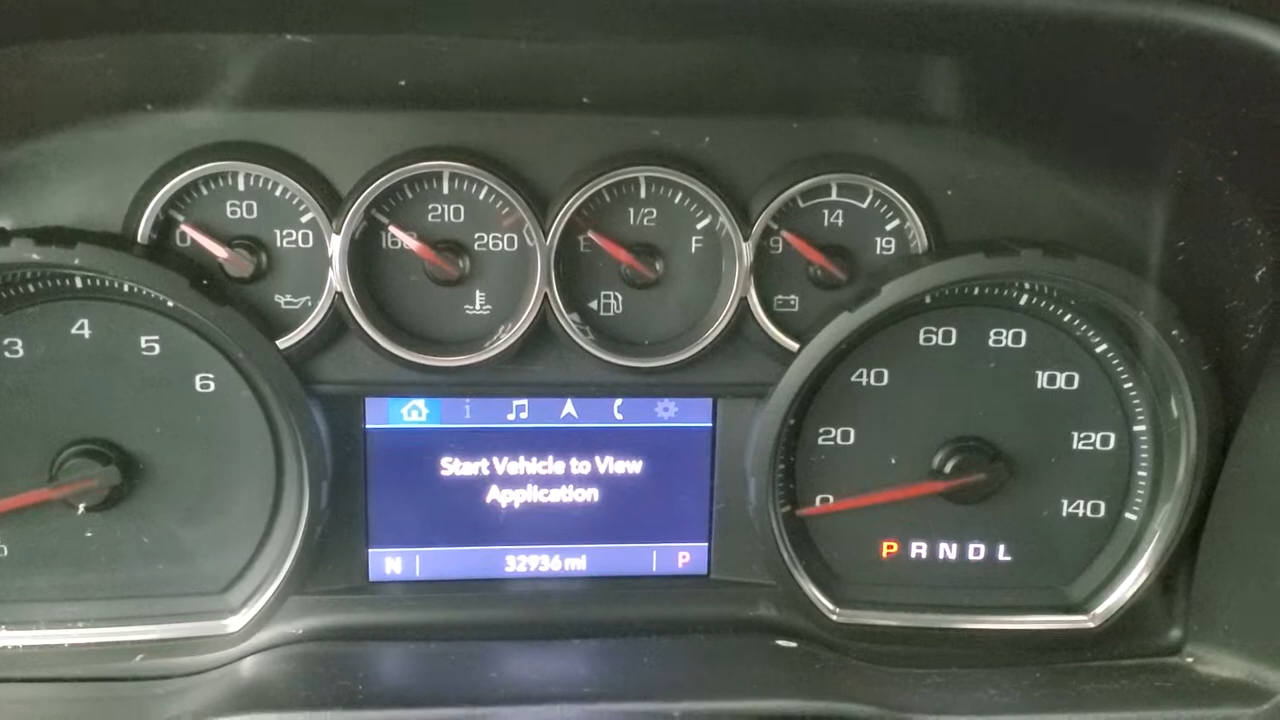 60
0 120
210
160 260
1/2
E F
14
9 19
3 4 5 6
Start Vehicle to View
Application
N 32936 mi P
0 20 40 60 80 100 120 140
P R N D L